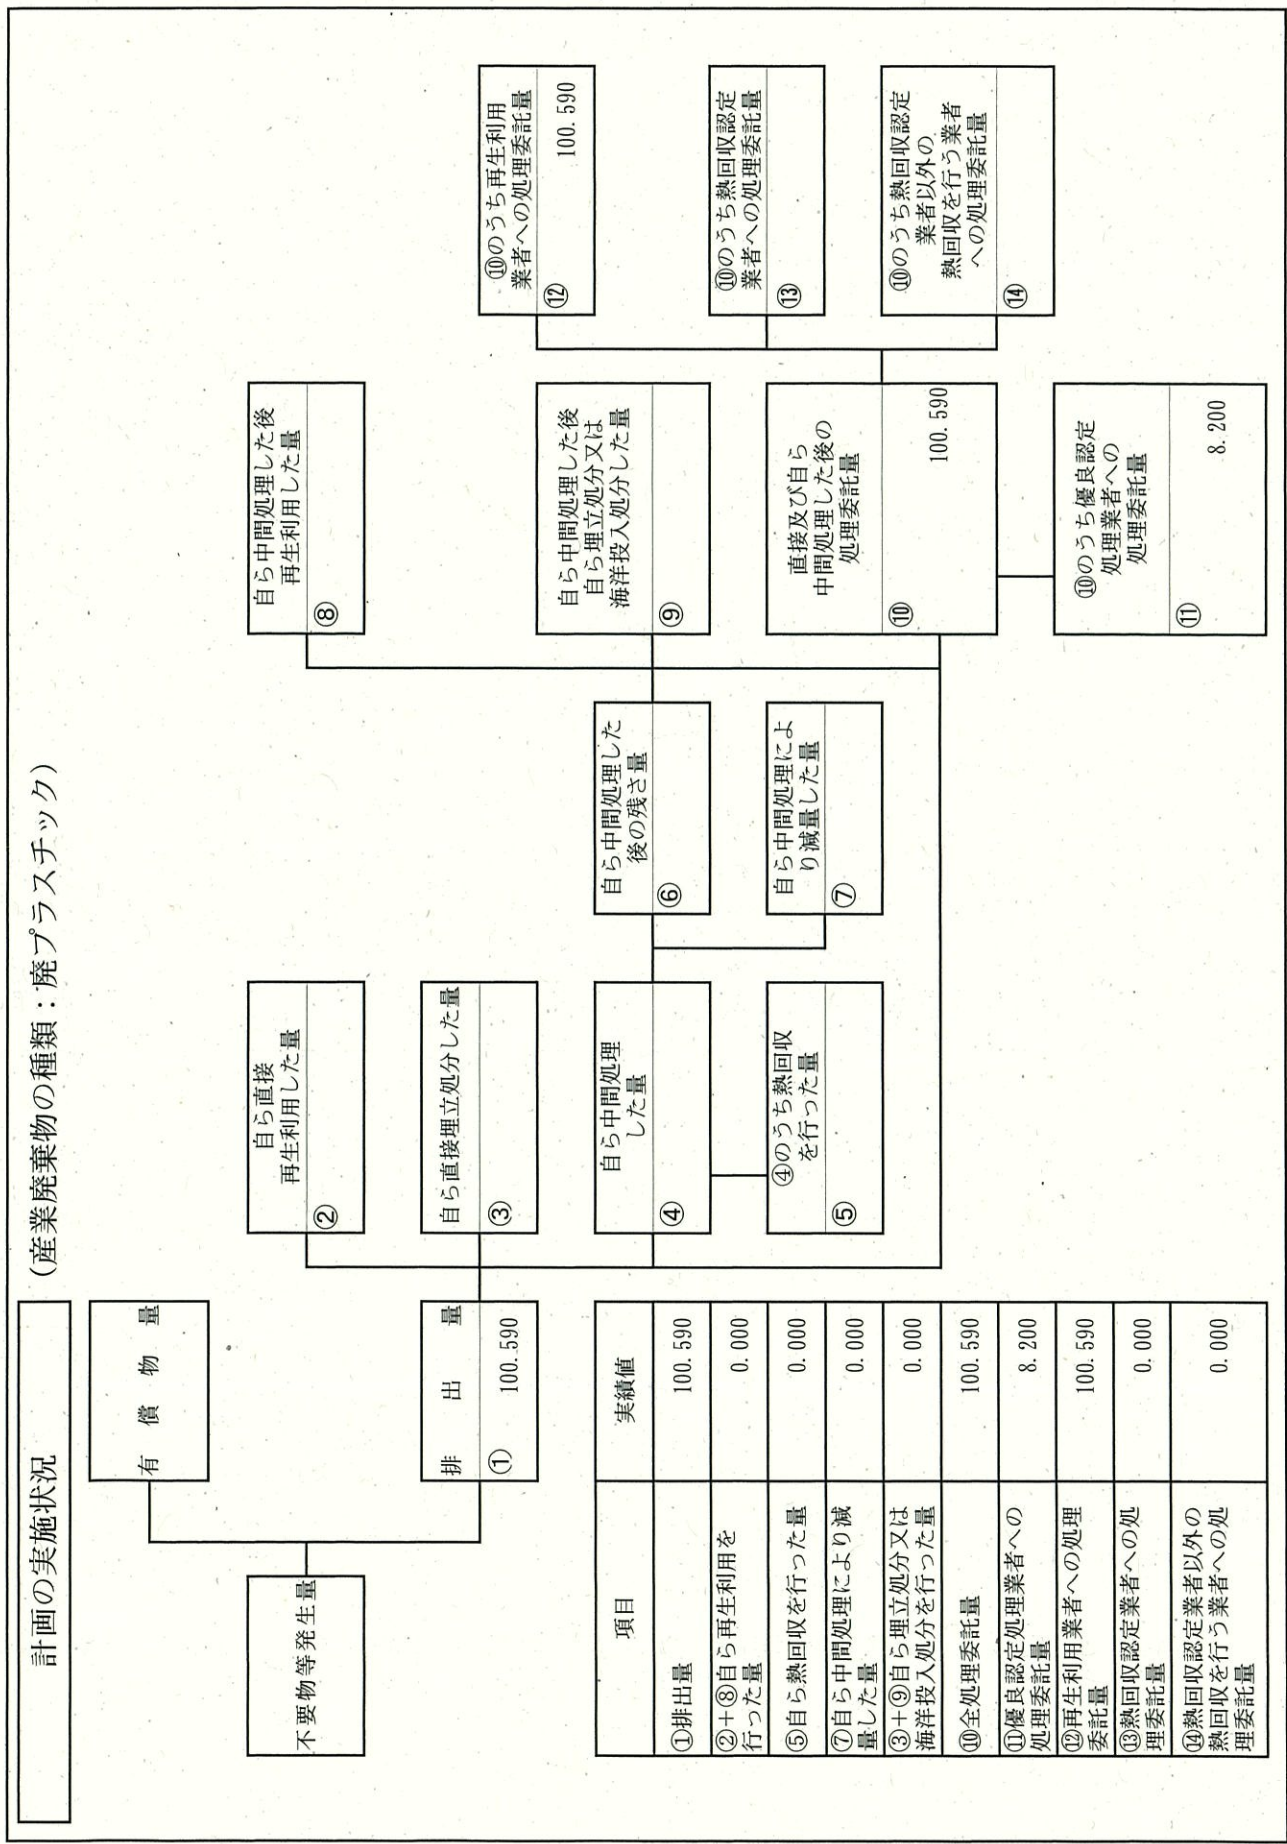 計画の実施状況
(産業廃棄物の種類：廃プラスチック)
不要物等発生量
有償物量
排出量
① 100.590
自ら直接
再生利用した量
②
自ら直接埋立処分した量
③
自ら中間処理
した量
④
④のうち熱回収
を行った量
⑤
自ら中間処理した
後の残さ量
⑥
自ら中間処理によ
り減量した量
⑦
自ら中間処理した後
再生利用した量
⑧
自ら中間処理した後
自ら埋立処分又は
海洋投入処分した量
⑨
直接及び自ら
中間処理した後の
処理委託量
⑩ 100.590
⑩のうち優良認定
処理業者への
処理委託量
⑪ 8.200
⑩のうち再生利用
業者への処理委託量
⑫ 100.590
⑩のうち熱回収認定
業者への処理委託量
⑬
⑩のうち熱回収認定
業者以外の
熱回収を行う業者
への処理委託量
⑭
項目 実績値
①排出量 100.590
②+⑧自ら再生利用を
行った量 0.000
⑤自ら熱回収を行った量 0.000
⑦自ら中間処理により減
量した量 0.000
③+⑨自ら埋立処分又は
海洋投入処分を行った量 0.000
⑩全処理委託量 100.590
⑪優良認定処理業者への
処理委託量 8.200
⑫再生利用業者への処理
委託量 100.590
⑬熱回収認定業者への処
理委託量 0.000
⑭熱回収認定業者以外の
熱回収を行う業者への処
理委託量 0.000